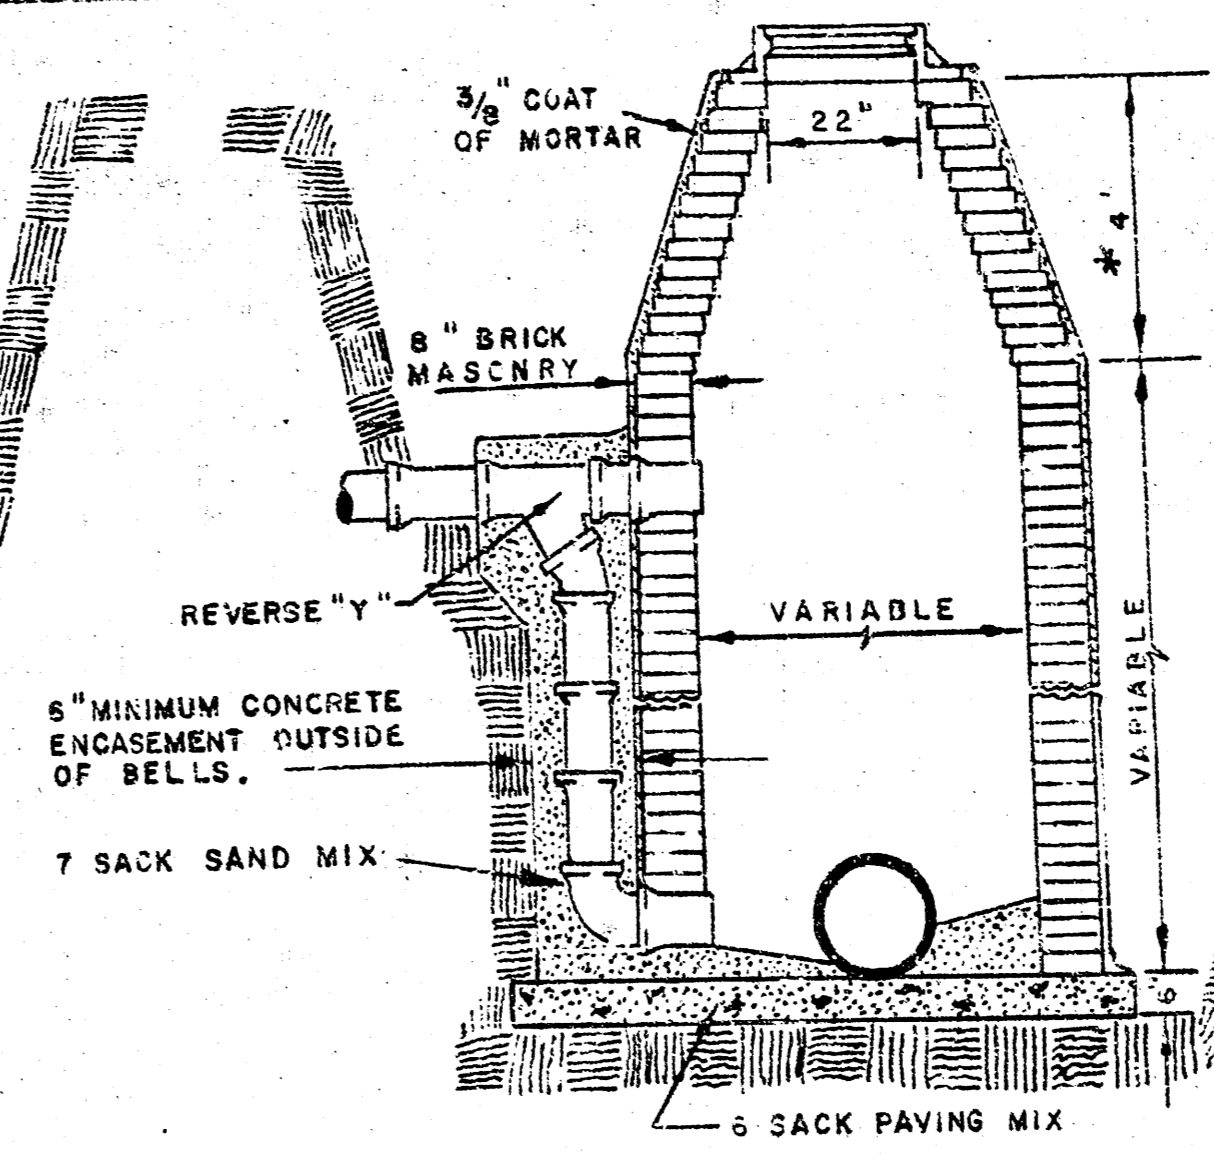 3/8" COAT
OF MORTAR
22"
* 4'
8" BRICK
MASONRY
REVERSE "Y"
VARIABLE
VARIABLE
6" MINIMUM CONCRETE
ENCASEMENT OUTSIDE
OF BELLS.
7 SACK SAND MIX
6
6 SACK PAVING MIX